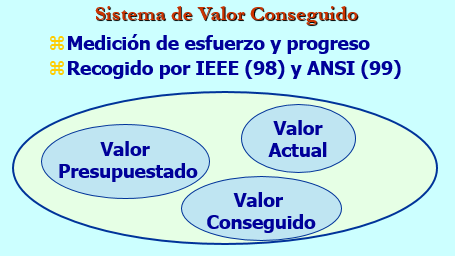 Sistema de Valor Conseguido
Medición de esfuerzo y progreso
Recogido por IEEE (98) y ANSI (99)
Valor
Presupuestado
Valor
Actual
Valor
Conseguido